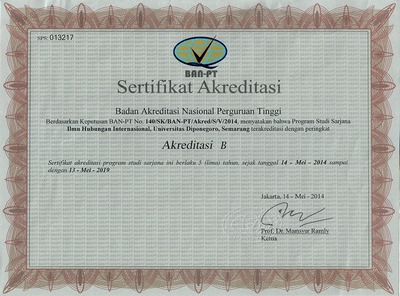 SPS: 013217
BAN-PT
Sertifikat Akreditasi
Badan Akreditasi Nasional Perguruan Tinggi
Berdasarkan Keputusan BAN-PT No. 140/SK/BAN-PT/Akred/S/V/2014, menyatakan bahwa Program Studi Sarjana
Ilmu Hubungan Internasional, Universitas Diponegoro, Semarang terakreditasi dengan peringkat
Akreditasi B
Sertifikat akreditasi program studi sarjana ini berlaku 5 (lima) tahun, sejak tanggal 14 - Mei - 2014 sampai
dengan 13 - Mei - 2019
Jakarta, 14 - Mei - 2014
Prof. Dr. Mansyur Ramly
Ketua